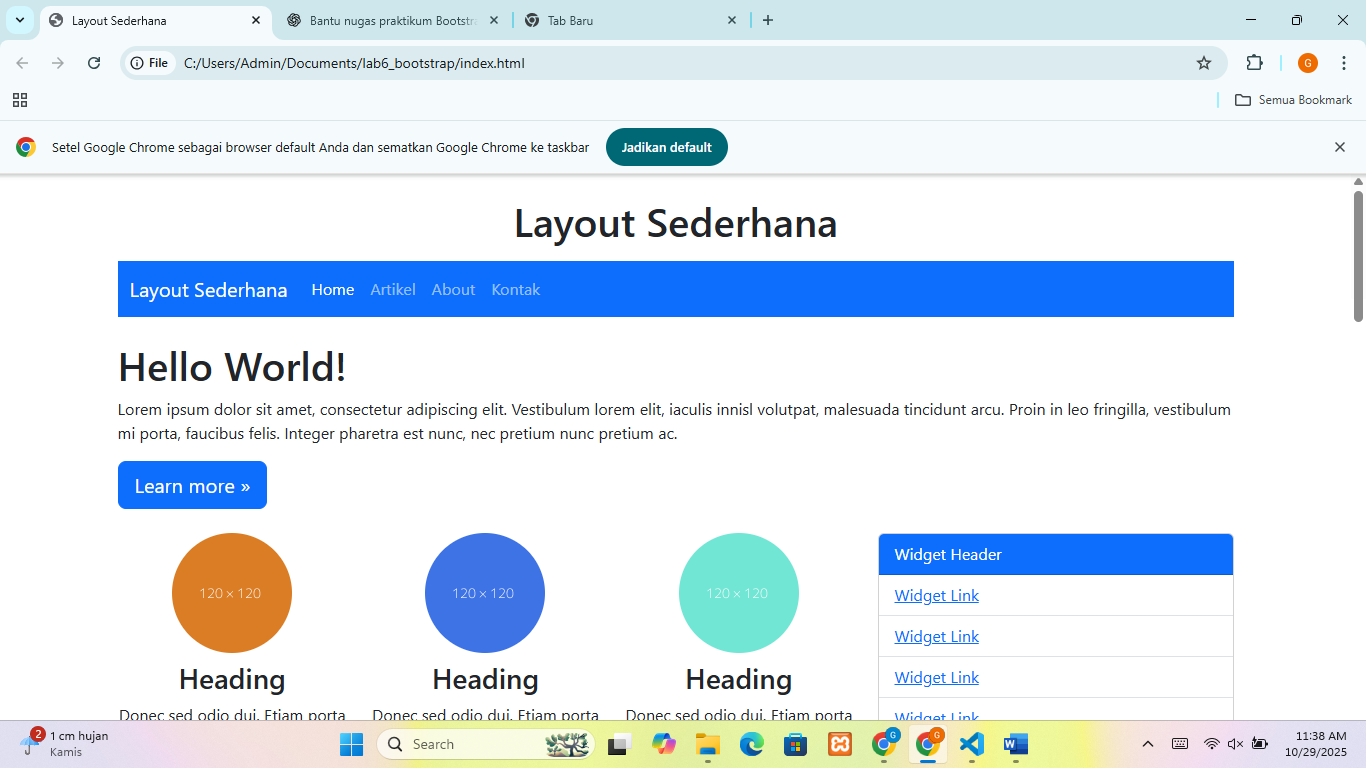 Layout Sederhana
Bantu nugas praktikum Bootstra
Tab Baru
File
C:/Users/Admin/Documents/lab6_bootstrap/index.html
G
Semua Bookmark
Setel Google Chrome sebagai browser default Anda dan sematkan Google Chrome ke taskbar
Jadikan default
Layout Sederhana
Layout Sederhana Home Artikel About Kontak
Hello World!
Lorem ipsum dolor sit amet, consectetur adipiscing elit. Vestibulum lorem elit, iaculis innisl volutpat, malesuada tincidunt arcu. Proin in leo fringilla, vestibulum
mi porta, faucibus felis. Integer pharetra est nunc, nec pretium nunc pretium ac.
Learn more »
120 × 120
Heading
Donec sed odio dui. Etiam porta
120 × 120
Heading
Donec sed odio dui. Etiam porta
120 × 120
Heading
Donec sed odio dui. Etiam porta
Widget Header
Widget Link
Widget Link
Widget Link
Widget Link
2
1 cm hujan
Kamis
Search
G
G
11:38 AM
10/29/2025